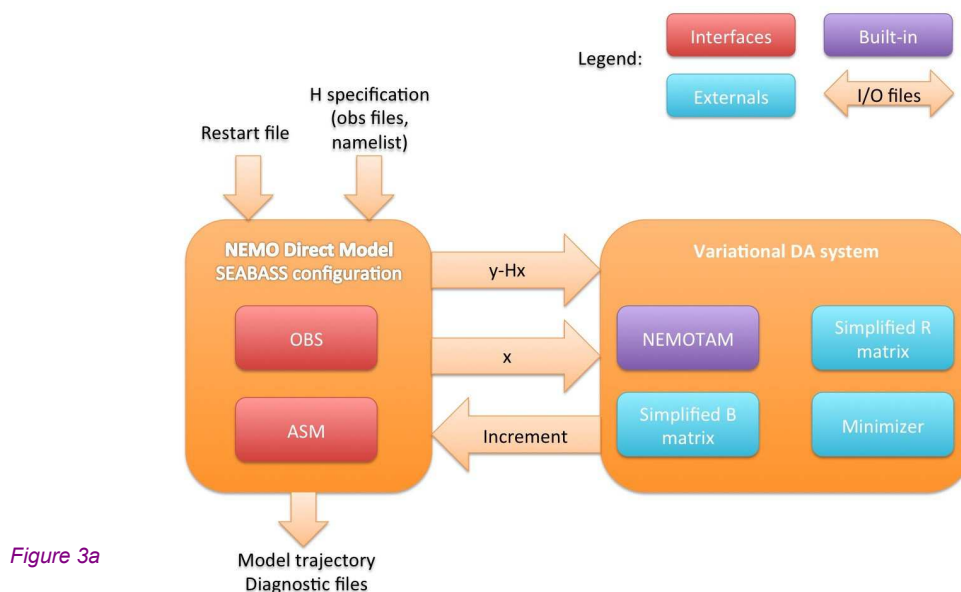 Legend:
Interfaces
Built-in
Externals
I/O files
Restart file
H specification
(obs files,
namelist)
NEMO Direct Model
SEABASS configuration
OBS
ASM
y-Hx
x
Increment
Variational DA system
NEMOTAM
Simplified R
matrix
Simplified B
matrix
Minimizer
Model trajectory
Diagnostic files
Figure 3a